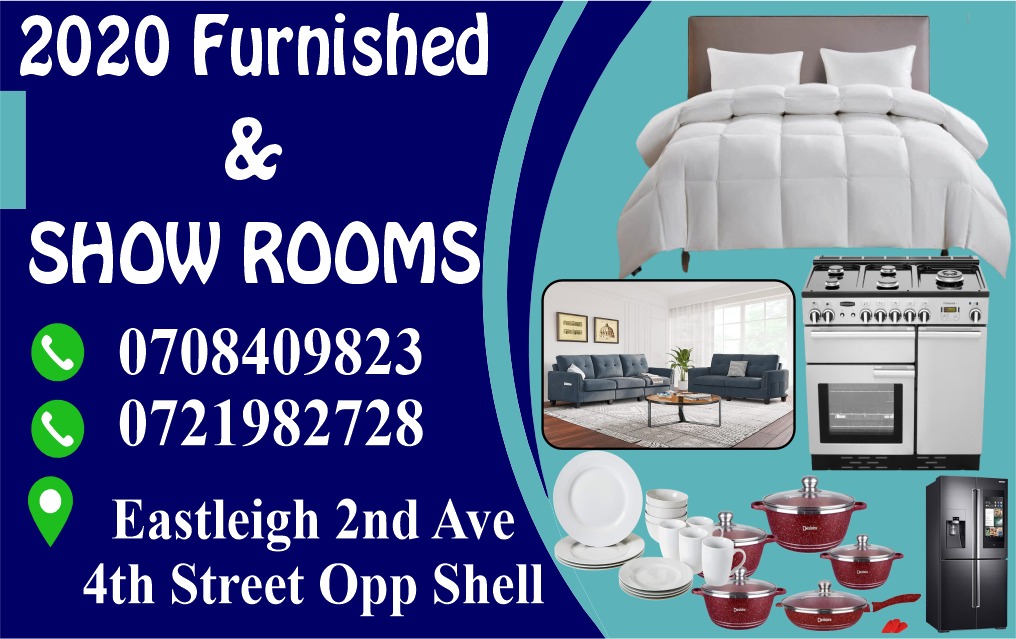 2020 Furnished
&
SHOW ROOMS
0708409823
0721982728
Eastleigh 2nd Ave
4th Street Opp Shell